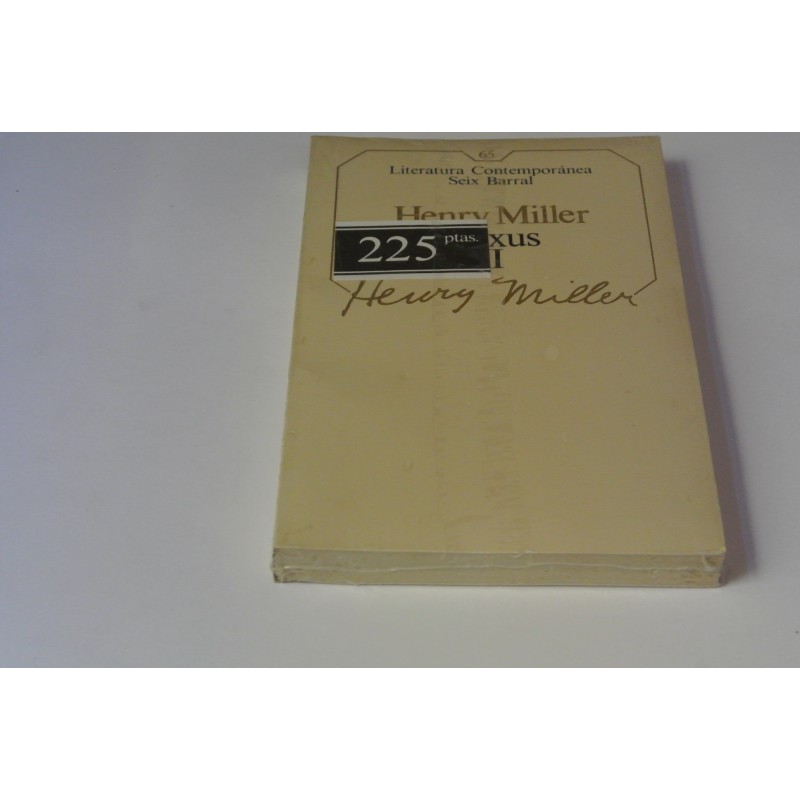 65
Literatura Contemporánea
Seix Barral
Henry Miller
xus
I
225 ptas.
Henry Miller